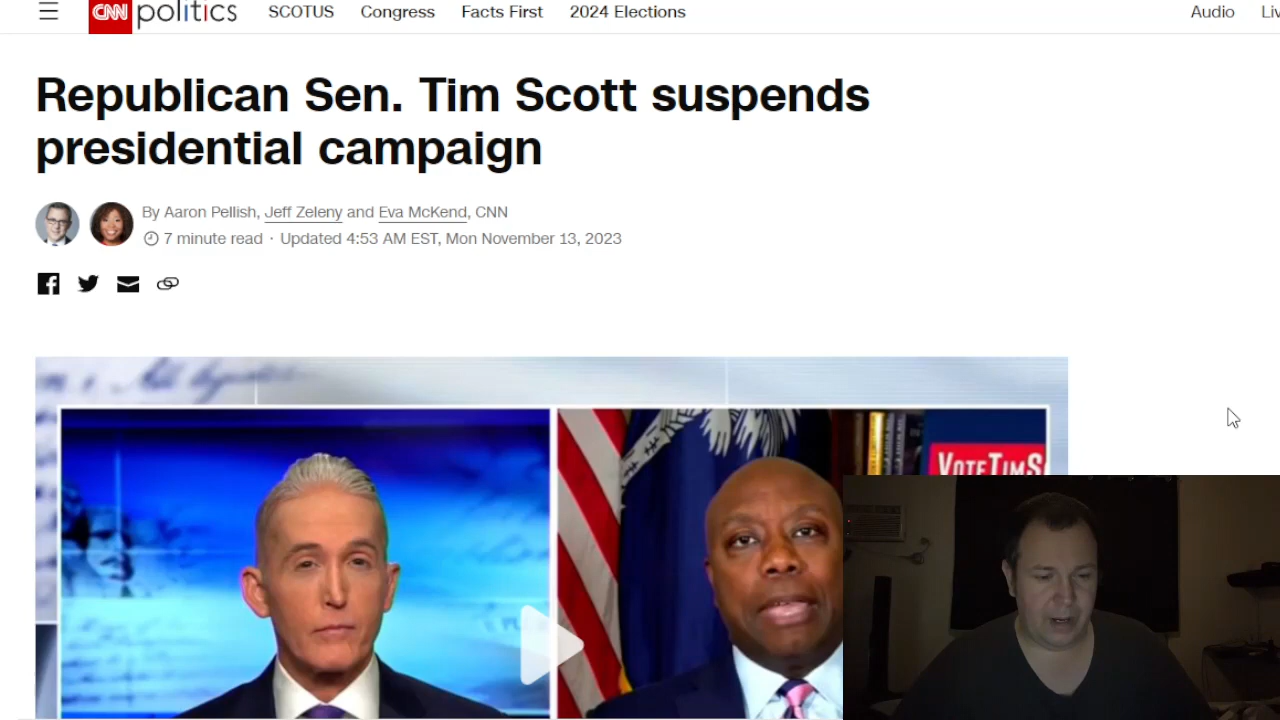 CNN politics SCOTUS Congress Facts First 2024 Elections Audio Liv
Republican Sen. Tim Scott suspends
presidential campaign
By Aaron Pellish, Jeff Zeleny and Eva McKend, CNN
7 minute read · Updated 4:53 AM EST, Mon November 13, 2023
VOTETIMS